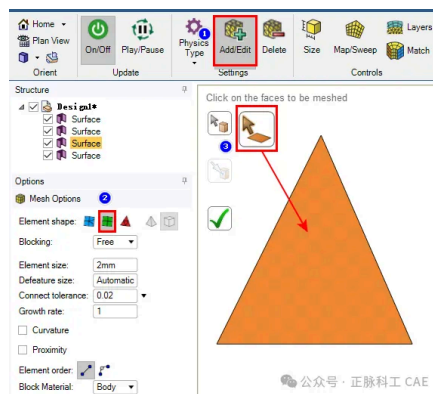 Home
Plan View
Orient
On/Off
Play/Pause
Update
Physics
Type
1
Add/Edit
Delete
Settings
Size
Map/Sweep
Layers
Match
Controls
Structure
Design1*
Surface
Surface
Surface
Surface
Options
Mesh Options
2
Element shape:
Blocking:
Free
Element size:
2mm
Defeature size:
Automatic
Connect tolerance:
0.02
Growth rate:
1
Curvature
Proximity
Element order:
Block Material:
Body
Click on the faces to be meshed
3
公众号 · 正脉科工 CAE